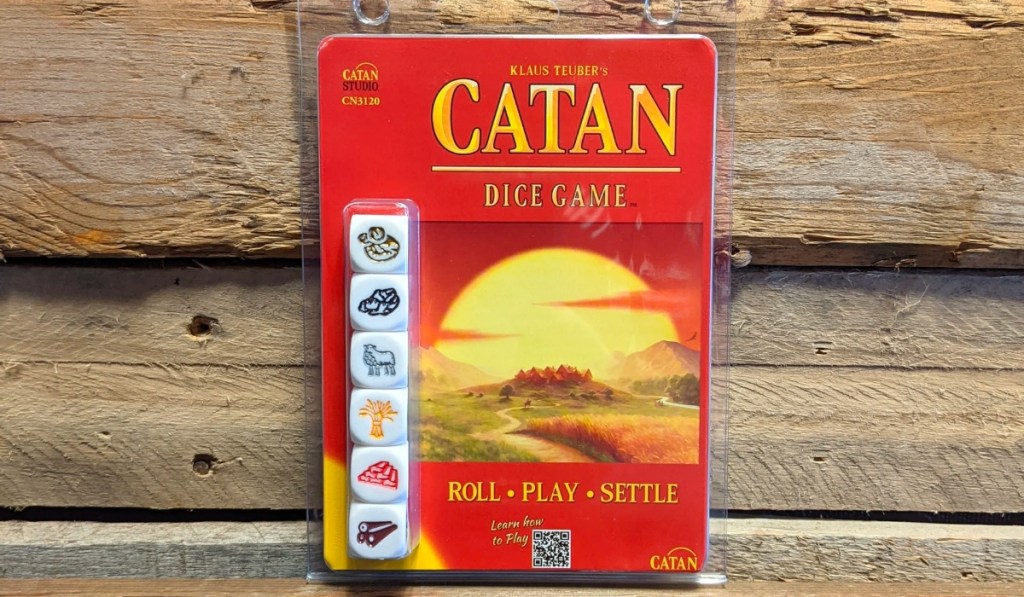 CATAN
STUDIO
CN3120
KLAUS TEUBER'S
CATAN
DICE GAME
ROLL • PLAY • SETTLE
Learn how
to Play
CATAN